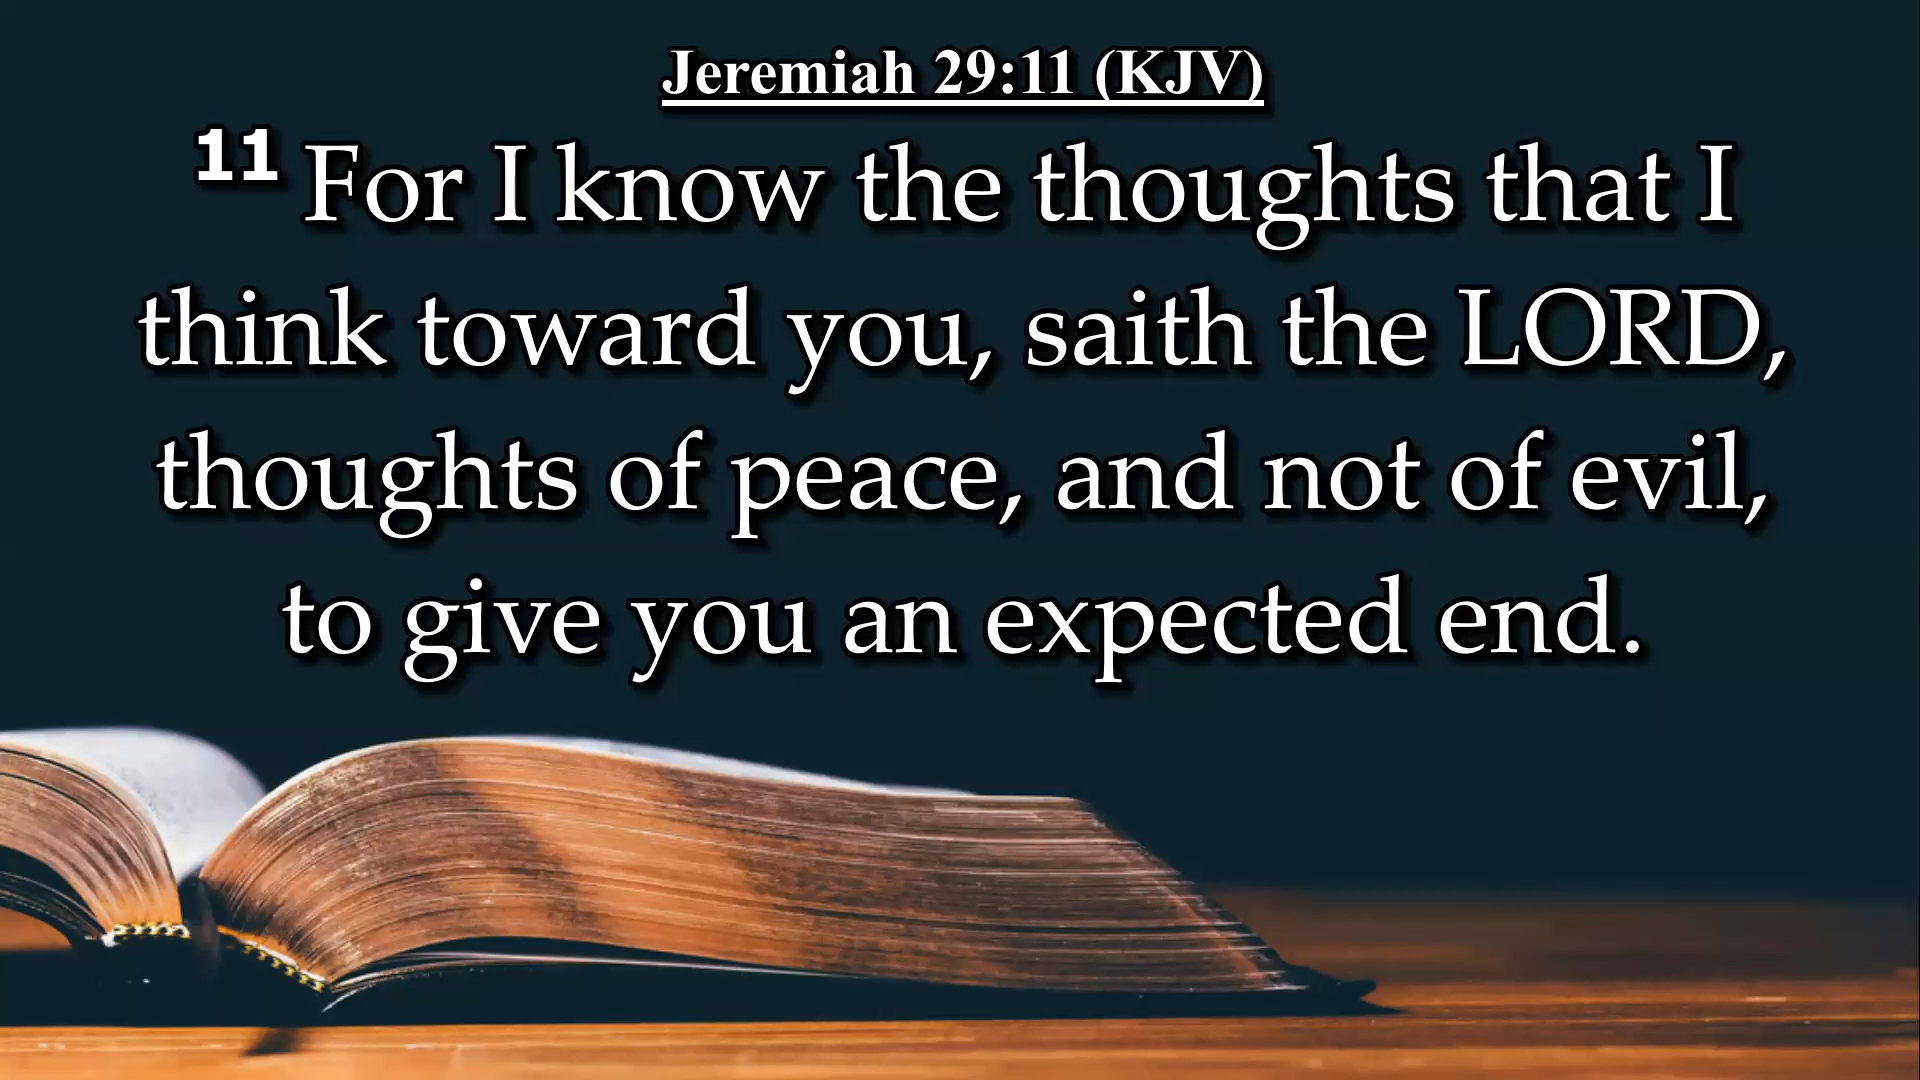 Jeremiah 29:11 (KJV)
11 For I know the thoughts that I
think toward you, saith the LORD,
thoughts of peace, and not of evil,
to give you an expected end.